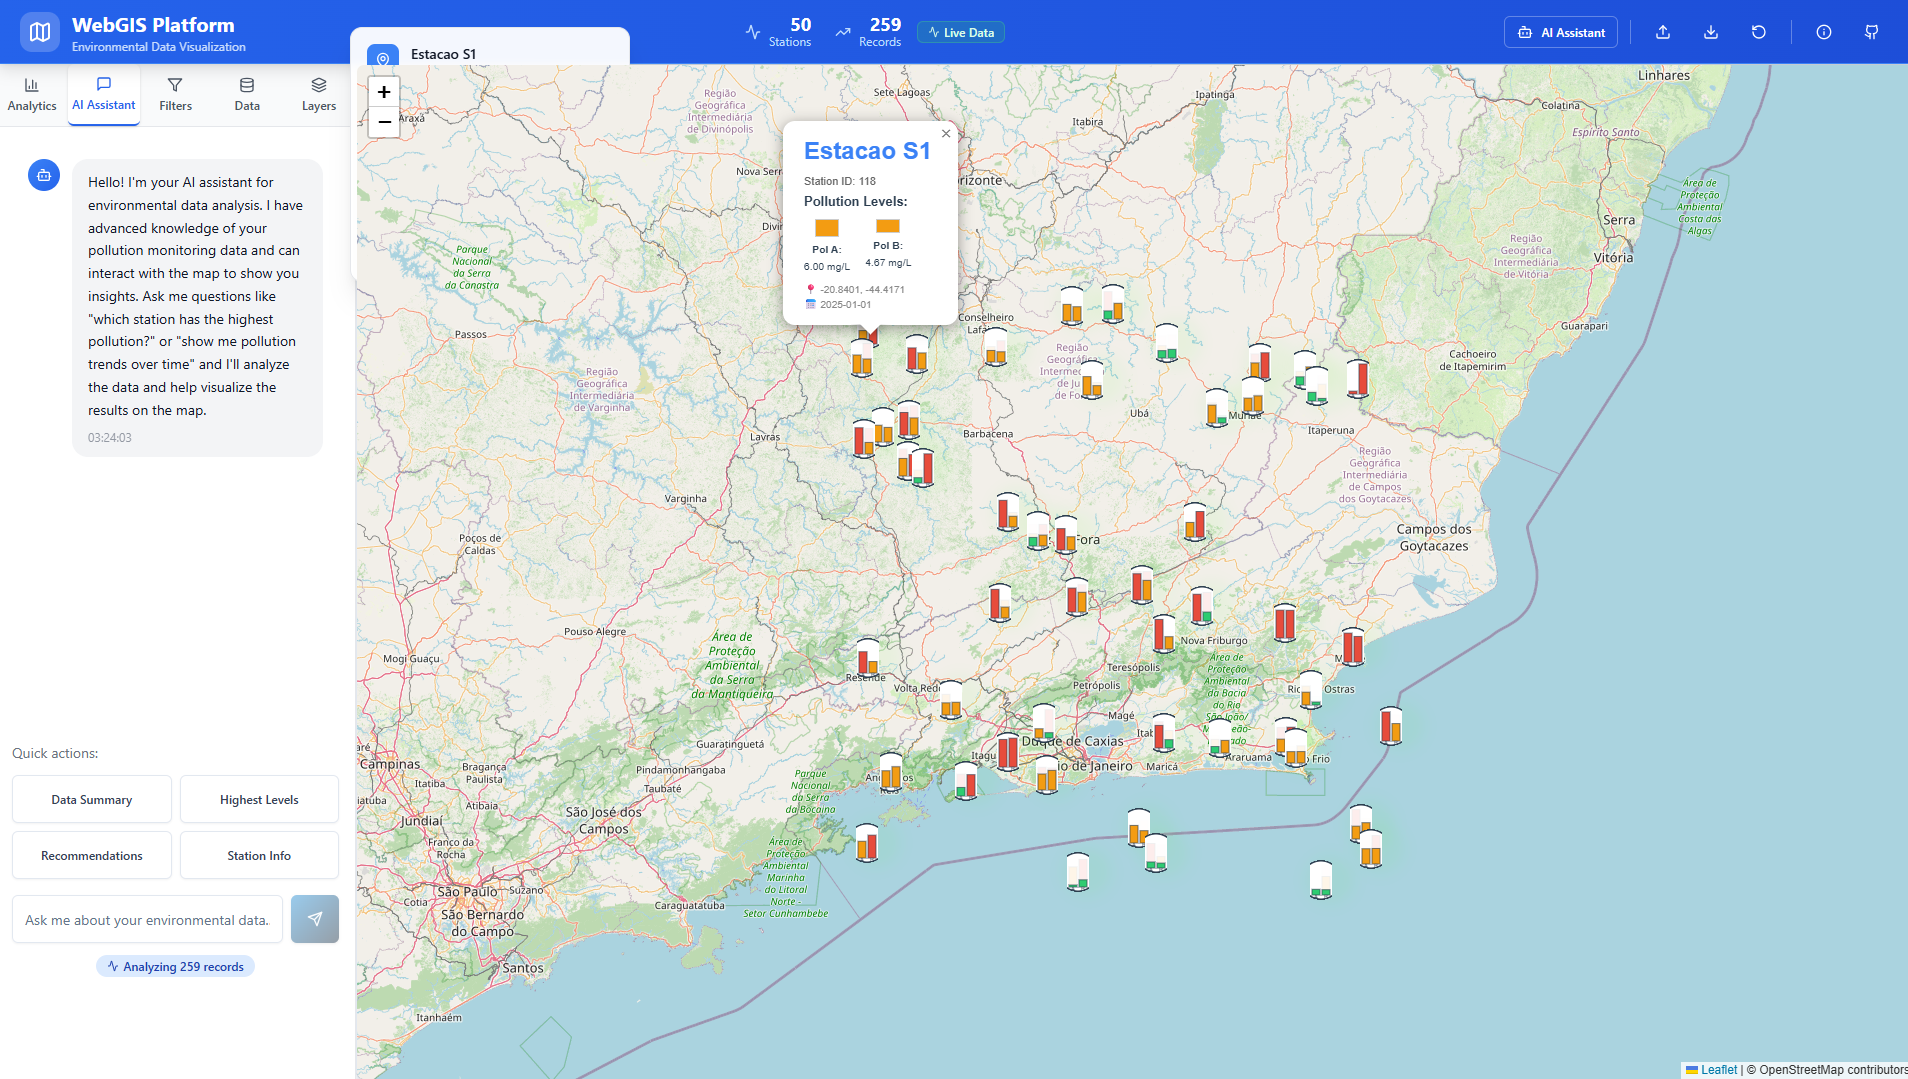 WebGIS Platform
Environmental Data Visualization
Estacao S1
50
Stations
259
Records
Live Data
AI Assistant
Analytics
AI Assistant
Filters
Data
Layers
Hello! I'm your AI assistant for
environmental data analysis. I have
advanced knowledge of your
pollution monitoring data and can
interact with the map to show you
insights. Ask me questions like
"which station has the highest
pollution?" or "show me pollution
trends over time" and I'll analyze
the data and help visualize the
results on the map.
03:24:03
Quick actions:
Data Summary
Highest Levels
Recommendations
Station Info
Ask me about your environmental data.
Analyzing 259 records
+
−
Estacao S1
×
Station ID: 118
Pollution Levels:
Pol A:
6.00 mg/L
Pol B:
4.67 mg/L
-20.8401, -44.4171
2025-01-01
Araxá
Sete Lagoas
Região
Geográfica
Intermediária
de Divinópolis
Nova Serr
Divin
rizonte
Itabira
Ipatinga
Linhares
Colatina
Espírito Santo
Área de
Proteção
Ambiental
Costa das
Algas
Serra
Região
Geográfica
Intermediária
de Vitória
Vitória
Guarapari
Cachoeiro
de Itapemirim
Parque
Nacional
da Serra
da Canastra
Passos
Região
Geográfica
Intermediária
de Varginha
Conselheiro
Lafai
Região
Geográfica
Interme
de Ju
de Fo
Ubá
Muriaé
Itaperuna
Lavras
Barbacena
Região
Geográfica
Intermediária
de Campos
dos Goytacazes
Varginha
Poços de
Caldas
Fora
Campos dos
Goytacazes
Pouso Alegre
Mogi Guaçu
Área de
Proteção
Ambiental
da Serra
da Mantiqueira
Resende
Volta Redo
Nova Friburgo
Teresópolis
Petrópolis
Área de
Proteção
Ambiental
da Bacia
do Rio
São João/
Magé
Duque de Caxias
Itagu
io de Janeiro
Maricá
Araruama
Frio
Ostras
Guaratinguetá
Pindamonhangaba
Taubaté
Campinas
Bragança
Paulista
Itatiba
Atibaia
Jundiaí
Franco da
Rocha
São José dos
Campos
Parque
Nacional
da Serra
da Bocaina
Área de
Proteção
Ambiental
Marinha
do Litoral
Norte -
Setor Cunhambebe
São Paulo
Suzano
Cotia
São Bernardo
do Campo
Caraguatatuba
Santos
Itanhaém
Leaflet | © OpenStreetMap contributors